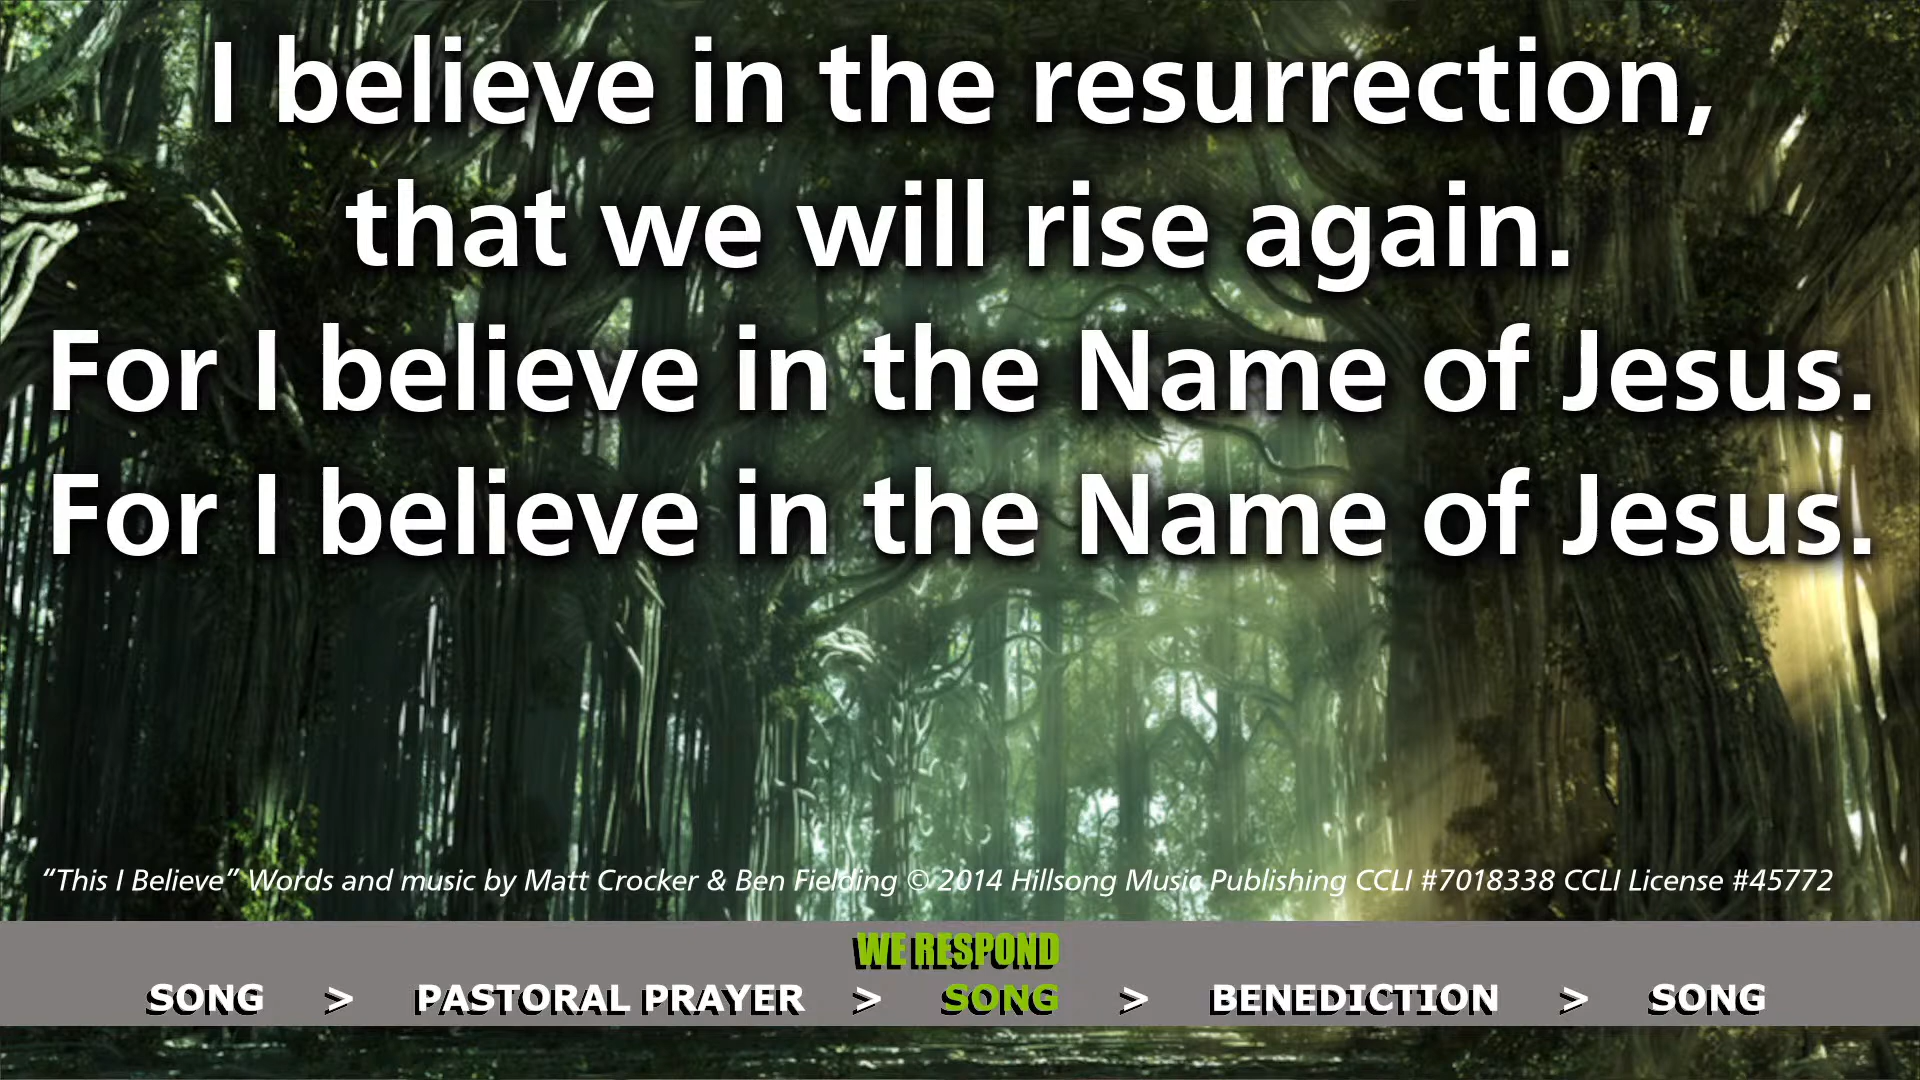 I believe in the resurrection,
that we will rise again.
For I believe in the Name of Jesus.
For I believe in the Name of Jesus.
“This I Believe” Words and music by Matt Crocker & Ben Fielding © 2014 Hillsong Music Publishing CCLI #7018338 CCLI License #45772
WE RESPOND
SONG > PASTORAL PRAYER > SONG > BENEDICTION > SONG